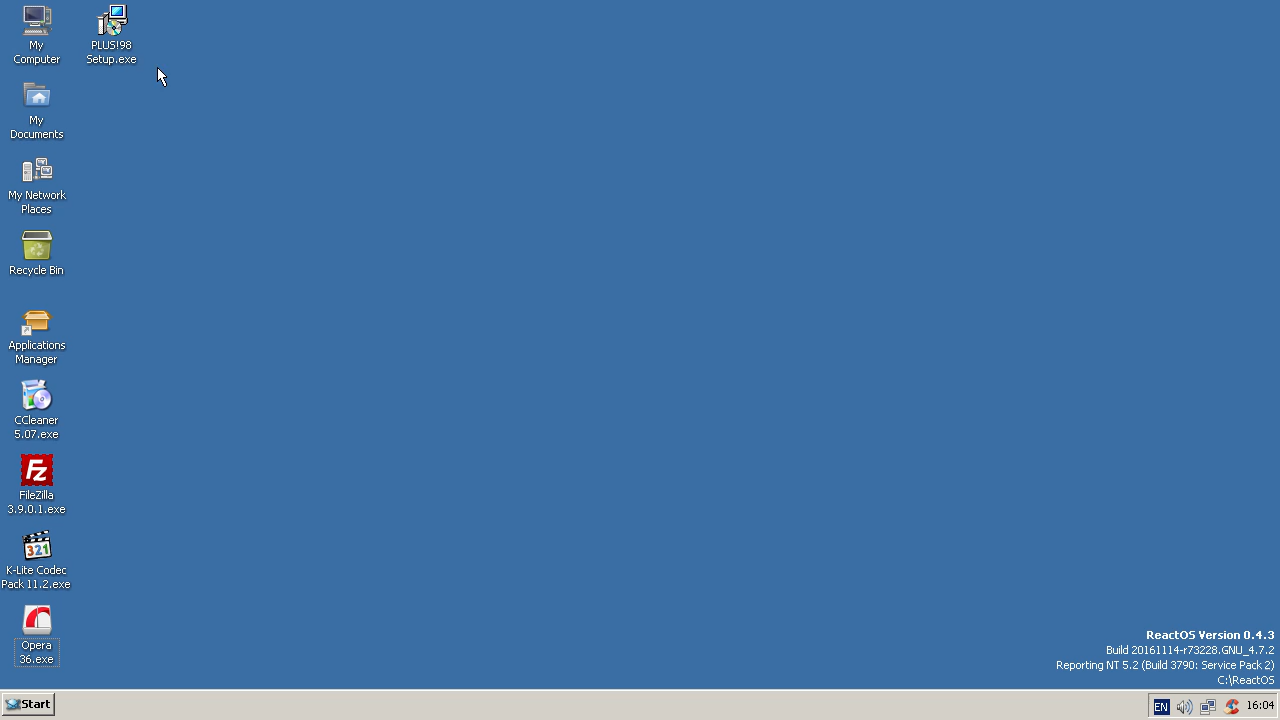 My
Computer
PLUS!98
Setup.exe
My
Documents
My Network
Places
Recycle Bin
Applications
Manager
CCleaner
5.07.exe
Fz
FileZilla
3.9.0.1.exe
321
K-Lite Codec
Pack 11.2.exe
Opera
36.exe
ReactOS Version 0.4.3
Build 20161114-r73228.GNU_4.7.2
Reporting NT 5.2 (Build 3790: Service Pack 2)
C:\ReactOS
Start
EN
16:04